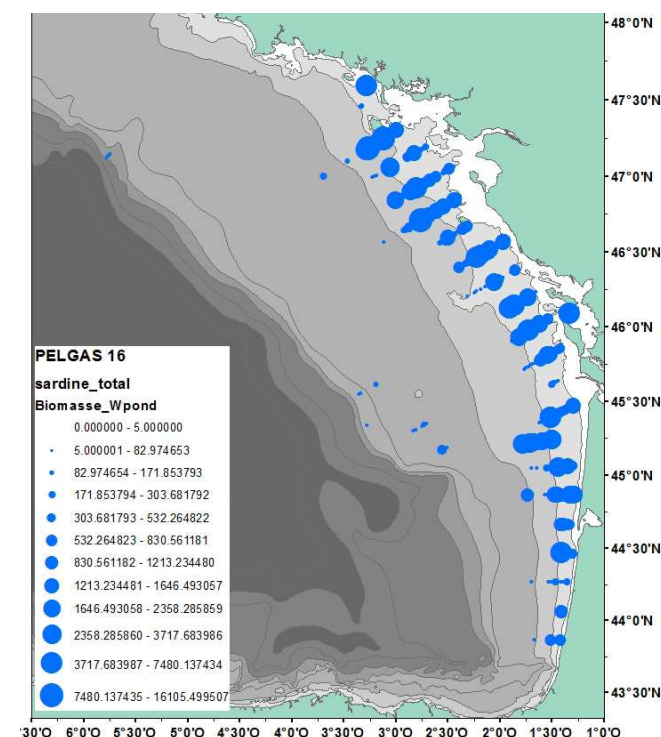 48°0'N
47°30'N
47°0'N
46°30'N
46°0'N
45°30'N
45°0'N
44°30'N
44°0'N
43°30'N
PELGAS 16
sardine_total
Biomasse_Wpond
0.000000 - 5.000000
5.000001 - 82.974653
82.974654 - 171.853793
171.853794 - 303.681792
303.681793 - 532.264822
532.264823 - 830.561181
830.561182 - 1213.234480
1213.234481 - 1646.493057
1646.493058 - 2358.285859
2358.285860 - 3717.683986
3717.683987 - 7480.137434
7480.137435 - 16105.499507
30'0 6°0'O 5°30'O 5°0'O 4°30'O 4°0'O 3°30'O 3°0'O 2°30'O 2°0'O 1°30'O 1°0'O